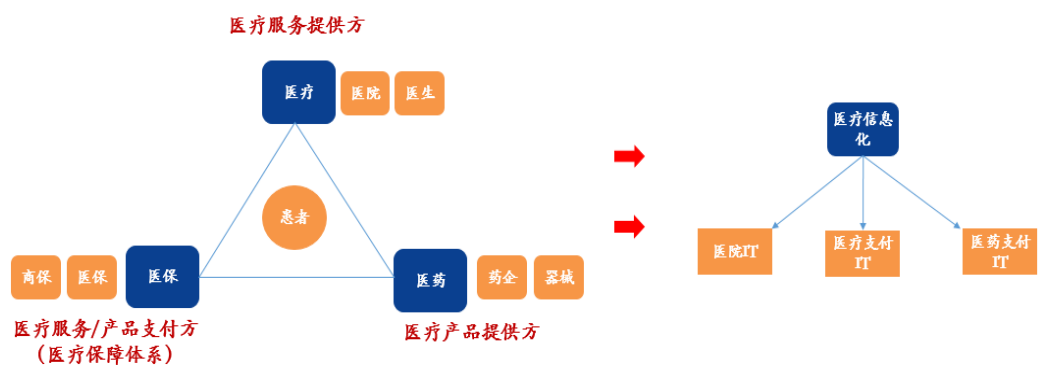 医疗服务提供方
医疗
医院
医生
患者
商保
医保
医保
医药
药企
器械
医疗服务/产品支付方
（医疗保障体系）
医疗产品提供方
医疗信息
化
医院IT
医疗支付
IT
医药支付
IT